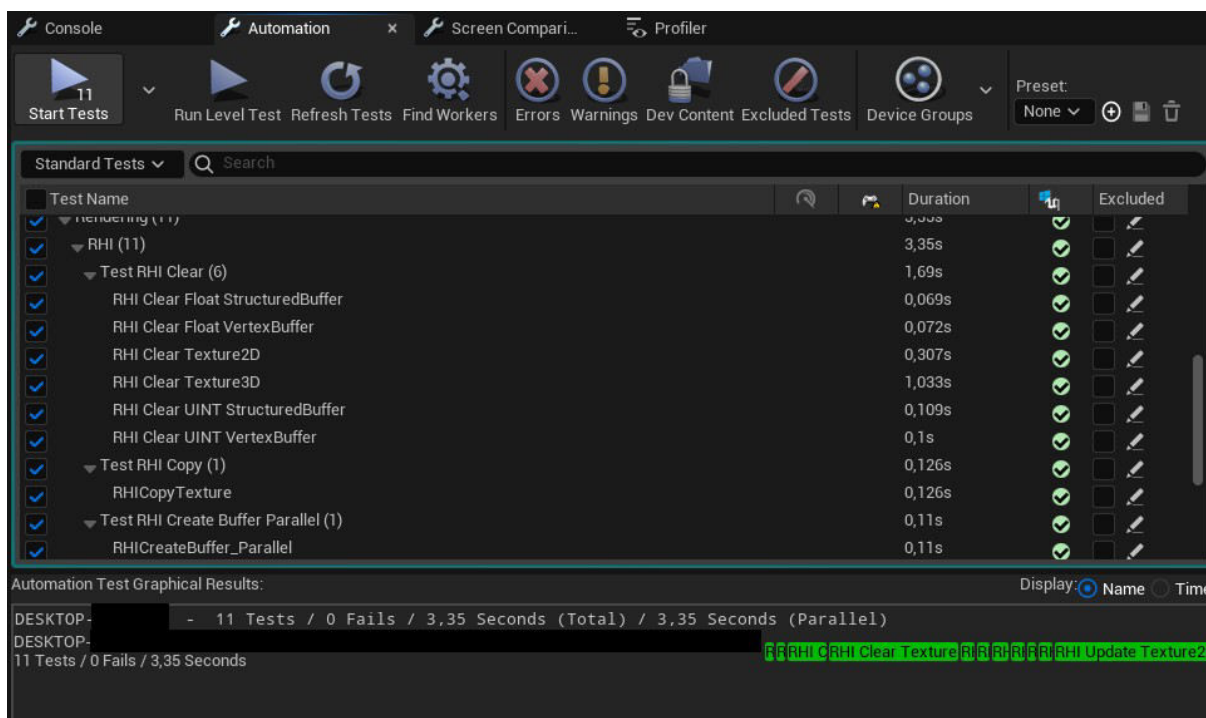 Console Automation × Screen Compari... Profiler
11
Start Tests Run Level Test Refresh Tests Find Workers Errors Warnings Dev Content Excluded Tests Device Groups
Preset:
None
Standard Tests Search
Test Name Duration Excluded
Rendering (11) 3,35s
RHI (11) 3,35s
Test RHI Clear (6) 1,69s
RHI Clear Float StructuredBuffer 0,069s
RHI Clear Float VertexBuffer 0,072s
RHI Clear Texture2D 0,307s
RHI Clear Texture3D 1,033s
RHI Clear UINT StructuredBuffer 0,109s
RHI Clear UINT VertexBuffer 0,1s
Test RHI Copy (1) 0,126s
RHICopyTexture 0,126s
Test RHI Create Buffer Parallel (1) 0,11s
RHICreateBuffer_Parallel 0,11s
Automation Test Graphical Results: Display: Name Time
DESKTOP- - 11 Tests / 0 Fails / 3,35 Seconds (Total) / 3,35 Seconds (Parallel)
DESKTOP-
11 Tests / 0 Fails / 3,35 Seconds
RHI C RHI Clear Texture RHI Update Texture2